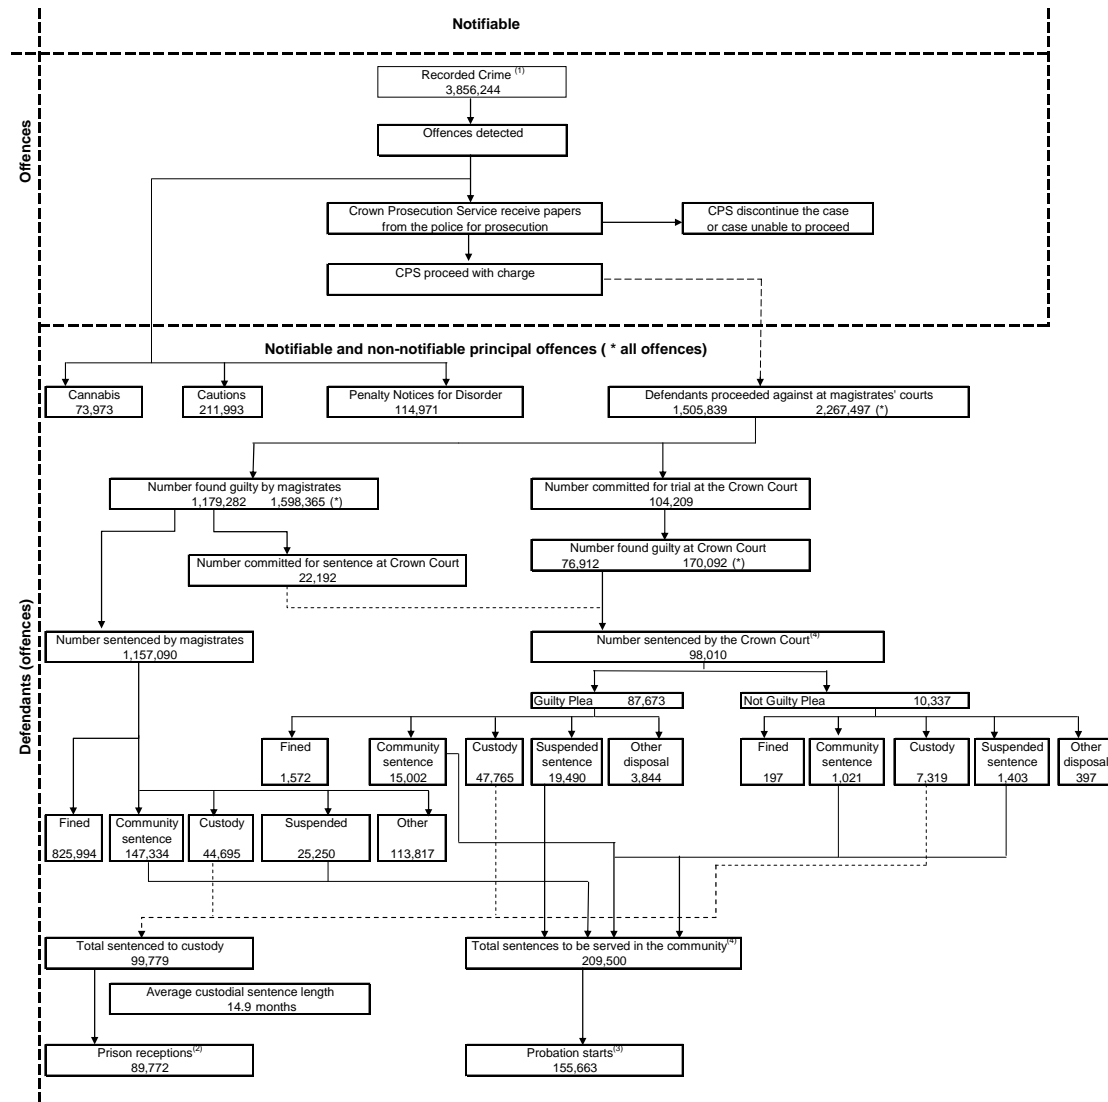 Notifiable
Offences
Recorded Crime (1)
3,856,244
Offences detected
Crown Prosecution Service receive papers
from the police for prosecution
CPS discontinue the case
or case unable to proceed
CPS proceed with charge
Defendants (offences)
Notifiable and non-notifiable principal offences ( * all offences)
Cannabis
73,973
Cautions
211,993
Penalty Notices for Disorder
114,971
Defendants proceeded against at magistrates' courts
1,505,839 2,267,497 (*)
Number found guilty by magistrates
1,179,282 1,598,365 (*)
Number committed for trial at the Crown Court
104,209
Number committed for sentence at Crown Court
22,192
Number found guilty at Crown Court
76,912 170,092 (*)
Number sentenced by magistrates
1,157,090
Number sentenced by the Crown Court(4)
98,010
Guilty Plea 87,673
Not Guilty Plea 10,337
Fined
1,572
Community
sentence
15,002
Custody
47,765
Suspended
sentence
19,490
Other
disposal
3,844
Fined
197
Community
sentence
1,021
Custody
7,319
Suspended
sentence
1,403
Other
disposal
397
Fined
825,994
Community
sentence
147,334
Custody
44,695
Suspended
25,250
Other
113,817
Total sentenced to custody
99,779
Total sentences to be served in the community(4)
209,500
Average custodial sentence length
14.9 months
Prison receptions(2)
89,772
Probation starts(3)
155,663